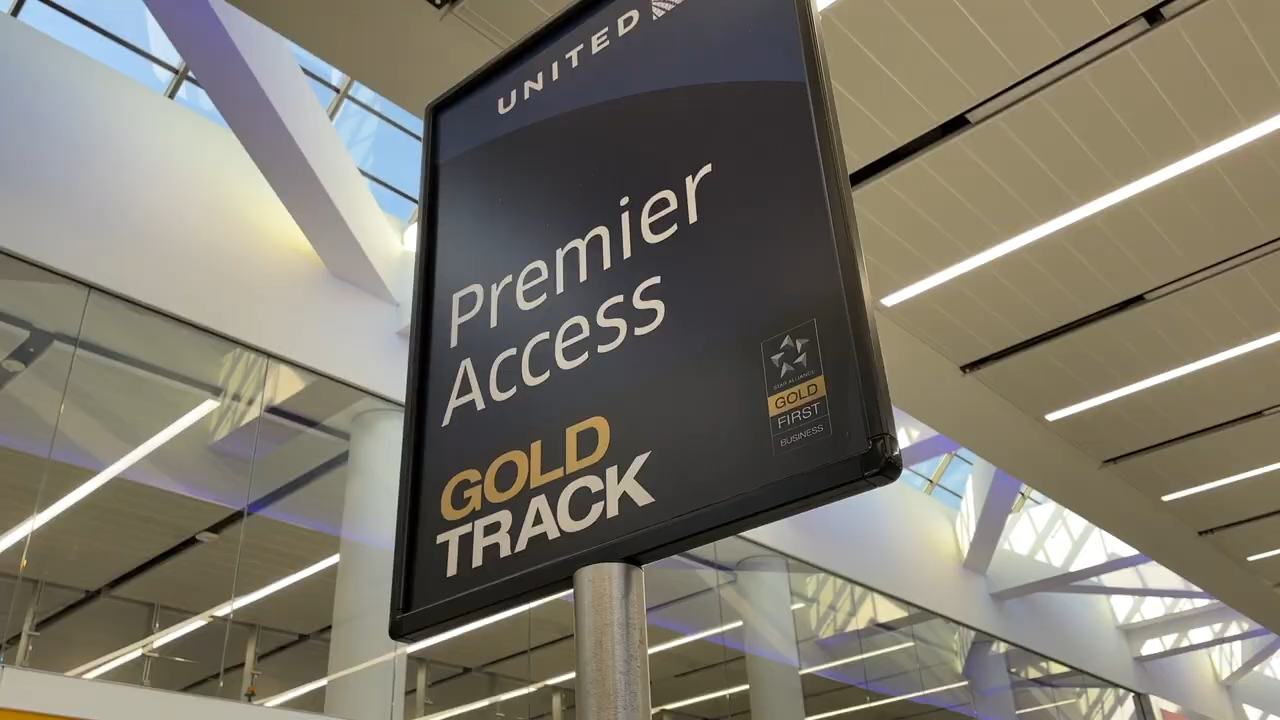 UNITED
Premier
Access
GOLD
TRACK
STAR ALLIANCE
GOLD
FIRST
BUSINESS